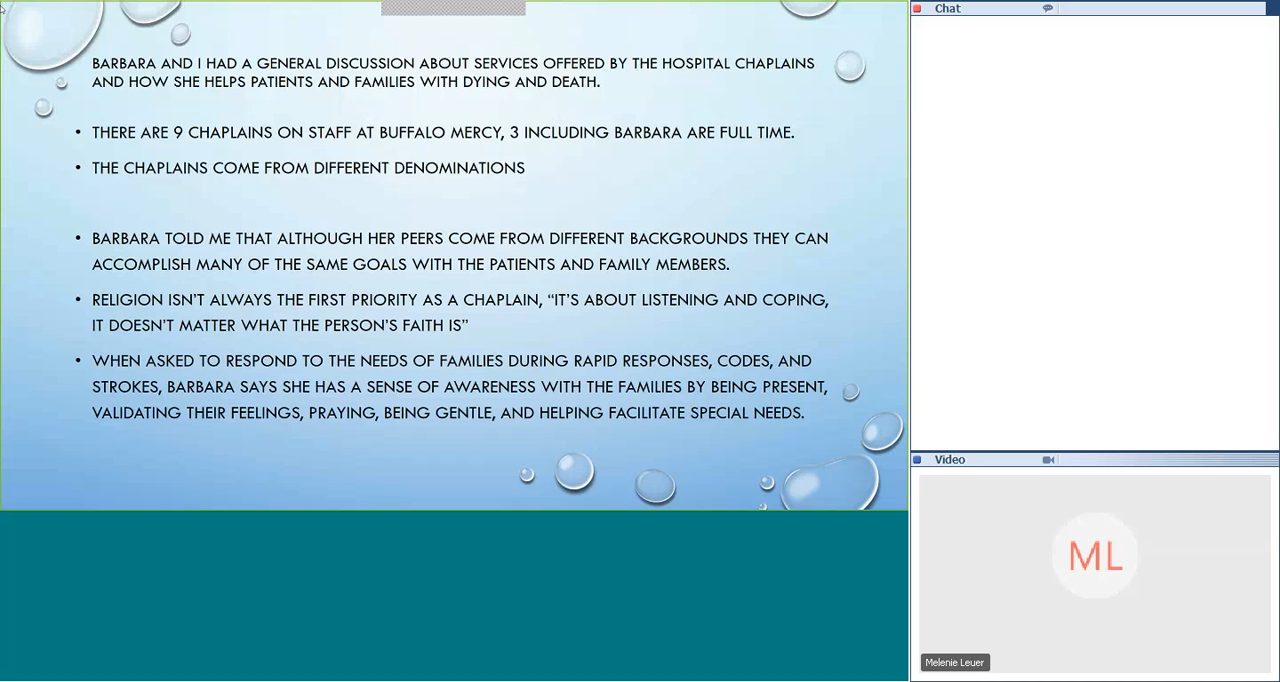 BARBARA AND I HAD A GENERAL DISCUSSION ABOUT SERVICES OFFERED BY THE HOSPITAL CHAPLAINS
AND HOW SHE HELPS PATIENTS AND FAMILIES WITH DYING AND DEATH.
• THERE ARE 9 CHAPLAINS ON STAFF AT BUFFALO MERCY, 3 INCLUDING BARBARA ARE FULL TIME.
• THE CHAPLAINS COME FROM DIFFERENT DENOMINATIONS
• BARBARA TOLD ME THAT ALTHOUGH HER PEERS COME FROM DIFFERENT BACKGROUNDS THEY CAN
ACCOMPLISH MANY OF THE SAME GOALS WITH THE PATIENTS AND FAMILY MEMBERS.
• RELIGION ISN'T ALWAYS THE FIRST PRIORITY AS A CHAPLAIN, “IT'S ABOUT LISTENING AND COPING,
IT DOESN'T MATTER WHAT THE PERSON'S FAITH IS”
• WHEN ASKED TO RESPOND TO THE NEEDS OF FAMILIES DURING RAPID RESPONSES, CODES, AND
STROKES, BARBARA SAYS SHE HAS A SENSE OF AWARENESS WITH THE FAMILIES BY BEING PRESENT,
VALIDATING THEIR FEELINGS, PRAYING, BEING GENTLE, AND HELPING FACILITATE SPECIAL NEEDS.
Chat
Video
ML
Melenie Leuer